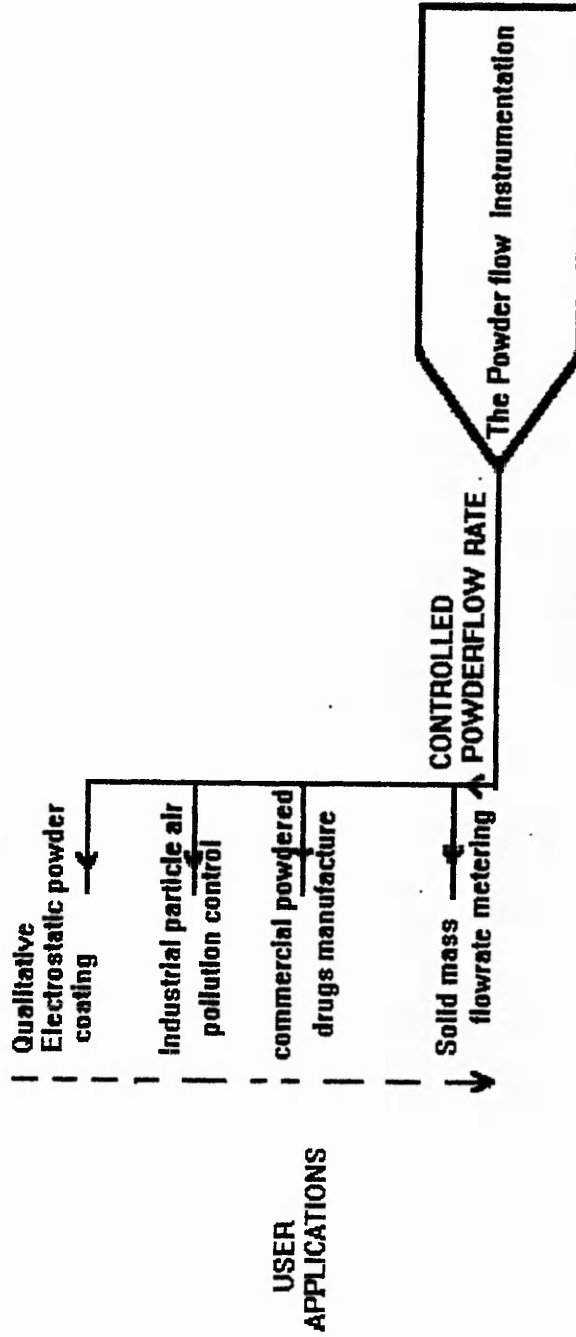 Qualitative
Electrostatic powder
coating
Industrial particle air
pollution control
commercial powdered
drugs manufacture
Solid mass
flowrate metering
USER
APPLICATIONS
CONTROLLED
POWDERFLOW RATE
The Powder flow Instrumentation